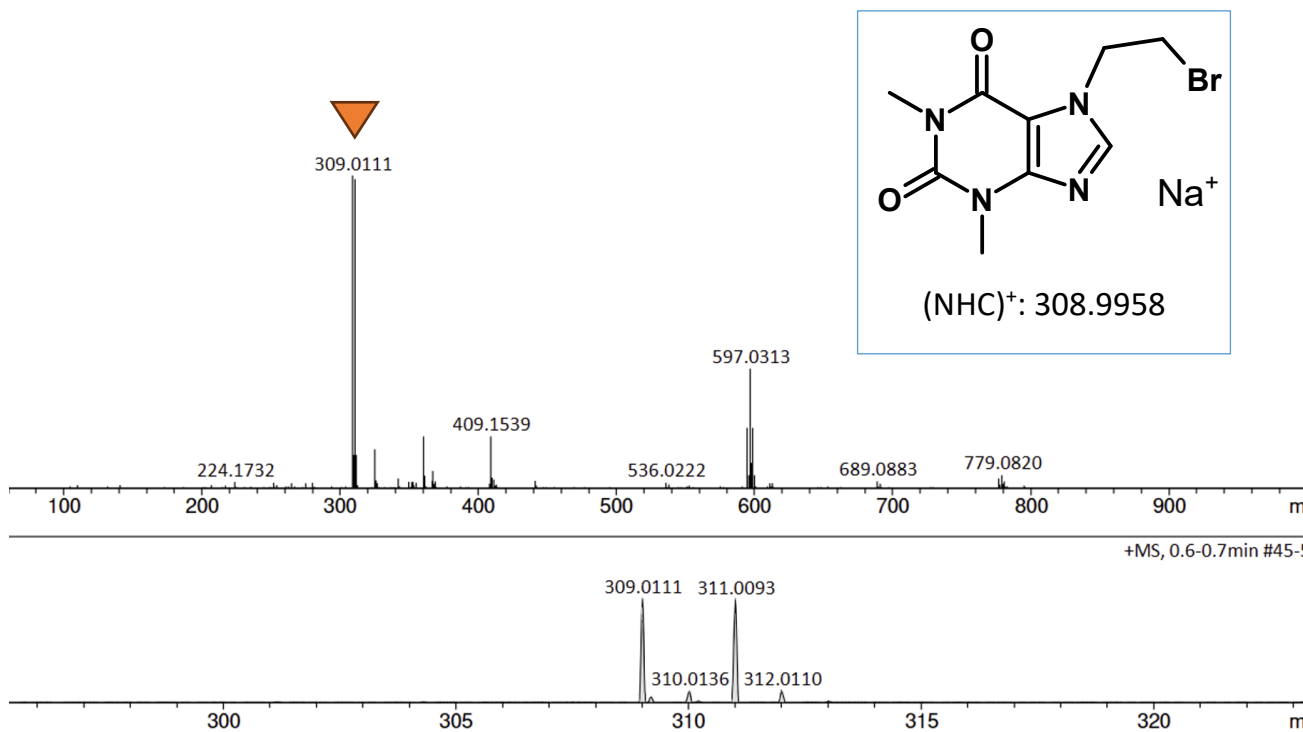 O
Br
N
N
O
N
N
Na⁺
(NHC)⁺: 308.9958
309.0111
597.0313
409.1539
224.1732
536.0222
689.0883
779.0820
100 200 300 400 500 600 700 800 900 m
+MS, 0.6-0.7min #45-5
309.0111 311.0093
310.0136 312.0110
300 305 310 315 320 m